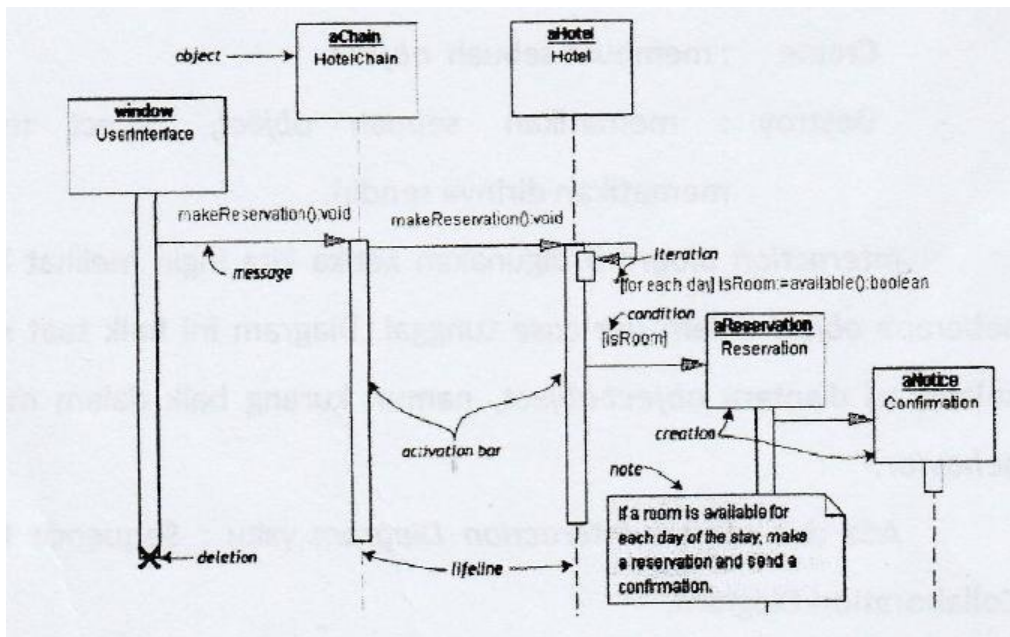 object
aChain
HotelChain
aHotel
Hotel
window
UserInterface
makeReservation():void
makeReservation():void
message
iteration
[for each day] isRoom:=available():boolean
condition
[isRoom]
aReservation
Reservation
aNotice
Confirmation
activation bar
creation
note
If a room is available for
each day of the stay, make
a reservation and send a
confirmation.
deletion
lifeline